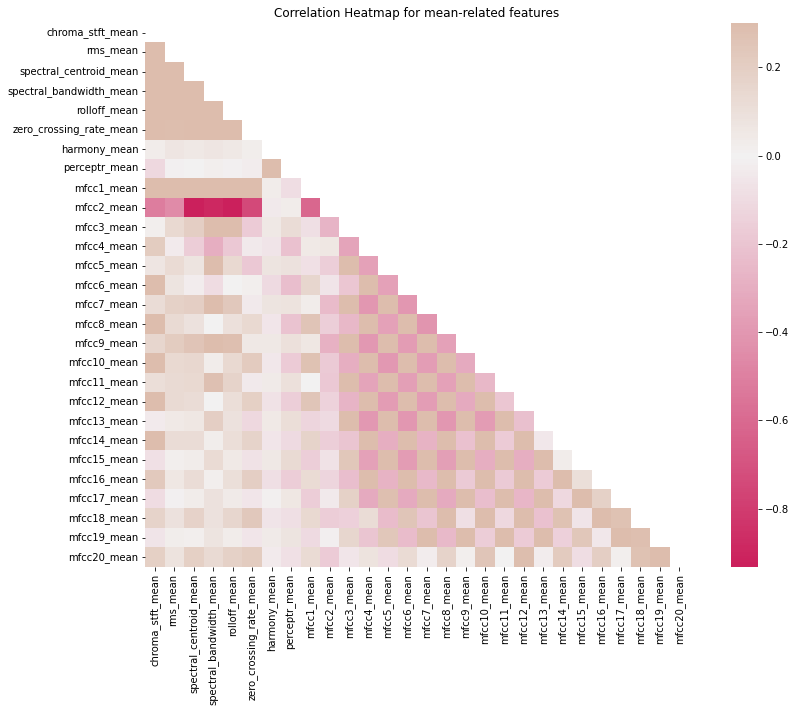 Correlation Heatmap for mean-related features
chroma_stft_mean
rms_mean
spectral_centroid_mean
spectral_bandwidth_mean
rolloff_mean
zero_crossing_rate_mean
harmony_mean
perceptr_mean
mfcc1_mean
mfcc2_mean
mfcc3_mean
mfcc4_mean
mfcc5_mean
mfcc6_mean
mfcc7_mean
mfcc8_mean
mfcc9_mean
mfcc10_mean
mfcc11_mean
mfcc12_mean
mfcc13_mean
mfcc14_mean
mfcc15_mean
mfcc16_mean
mfcc17_mean
mfcc18_mean
mfcc19_mean
mfcc20_mean
chroma_stft_mean
rms_mean
spectral_centroid_mean
spectral_bandwidth_mean
rolloff_mean
zero_crossing_rate_mean
harmony_mean
perceptr_mean
mfcc1_mean
mfcc2_mean
mfcc3_mean
mfcc4_mean
mfcc5_mean
mfcc6_mean
mfcc7_mean
mfcc8_mean
mfcc9_mean
mfcc10_mean
mfcc11_mean
mfcc12_mean
mfcc13_mean
mfcc14_mean
mfcc15_mean
mfcc16_mean
mfcc17_mean
mfcc18_mean
mfcc19_mean
mfcc20_mean
0.2
0.0
−0.2
−0.4
−0.6
−0.8